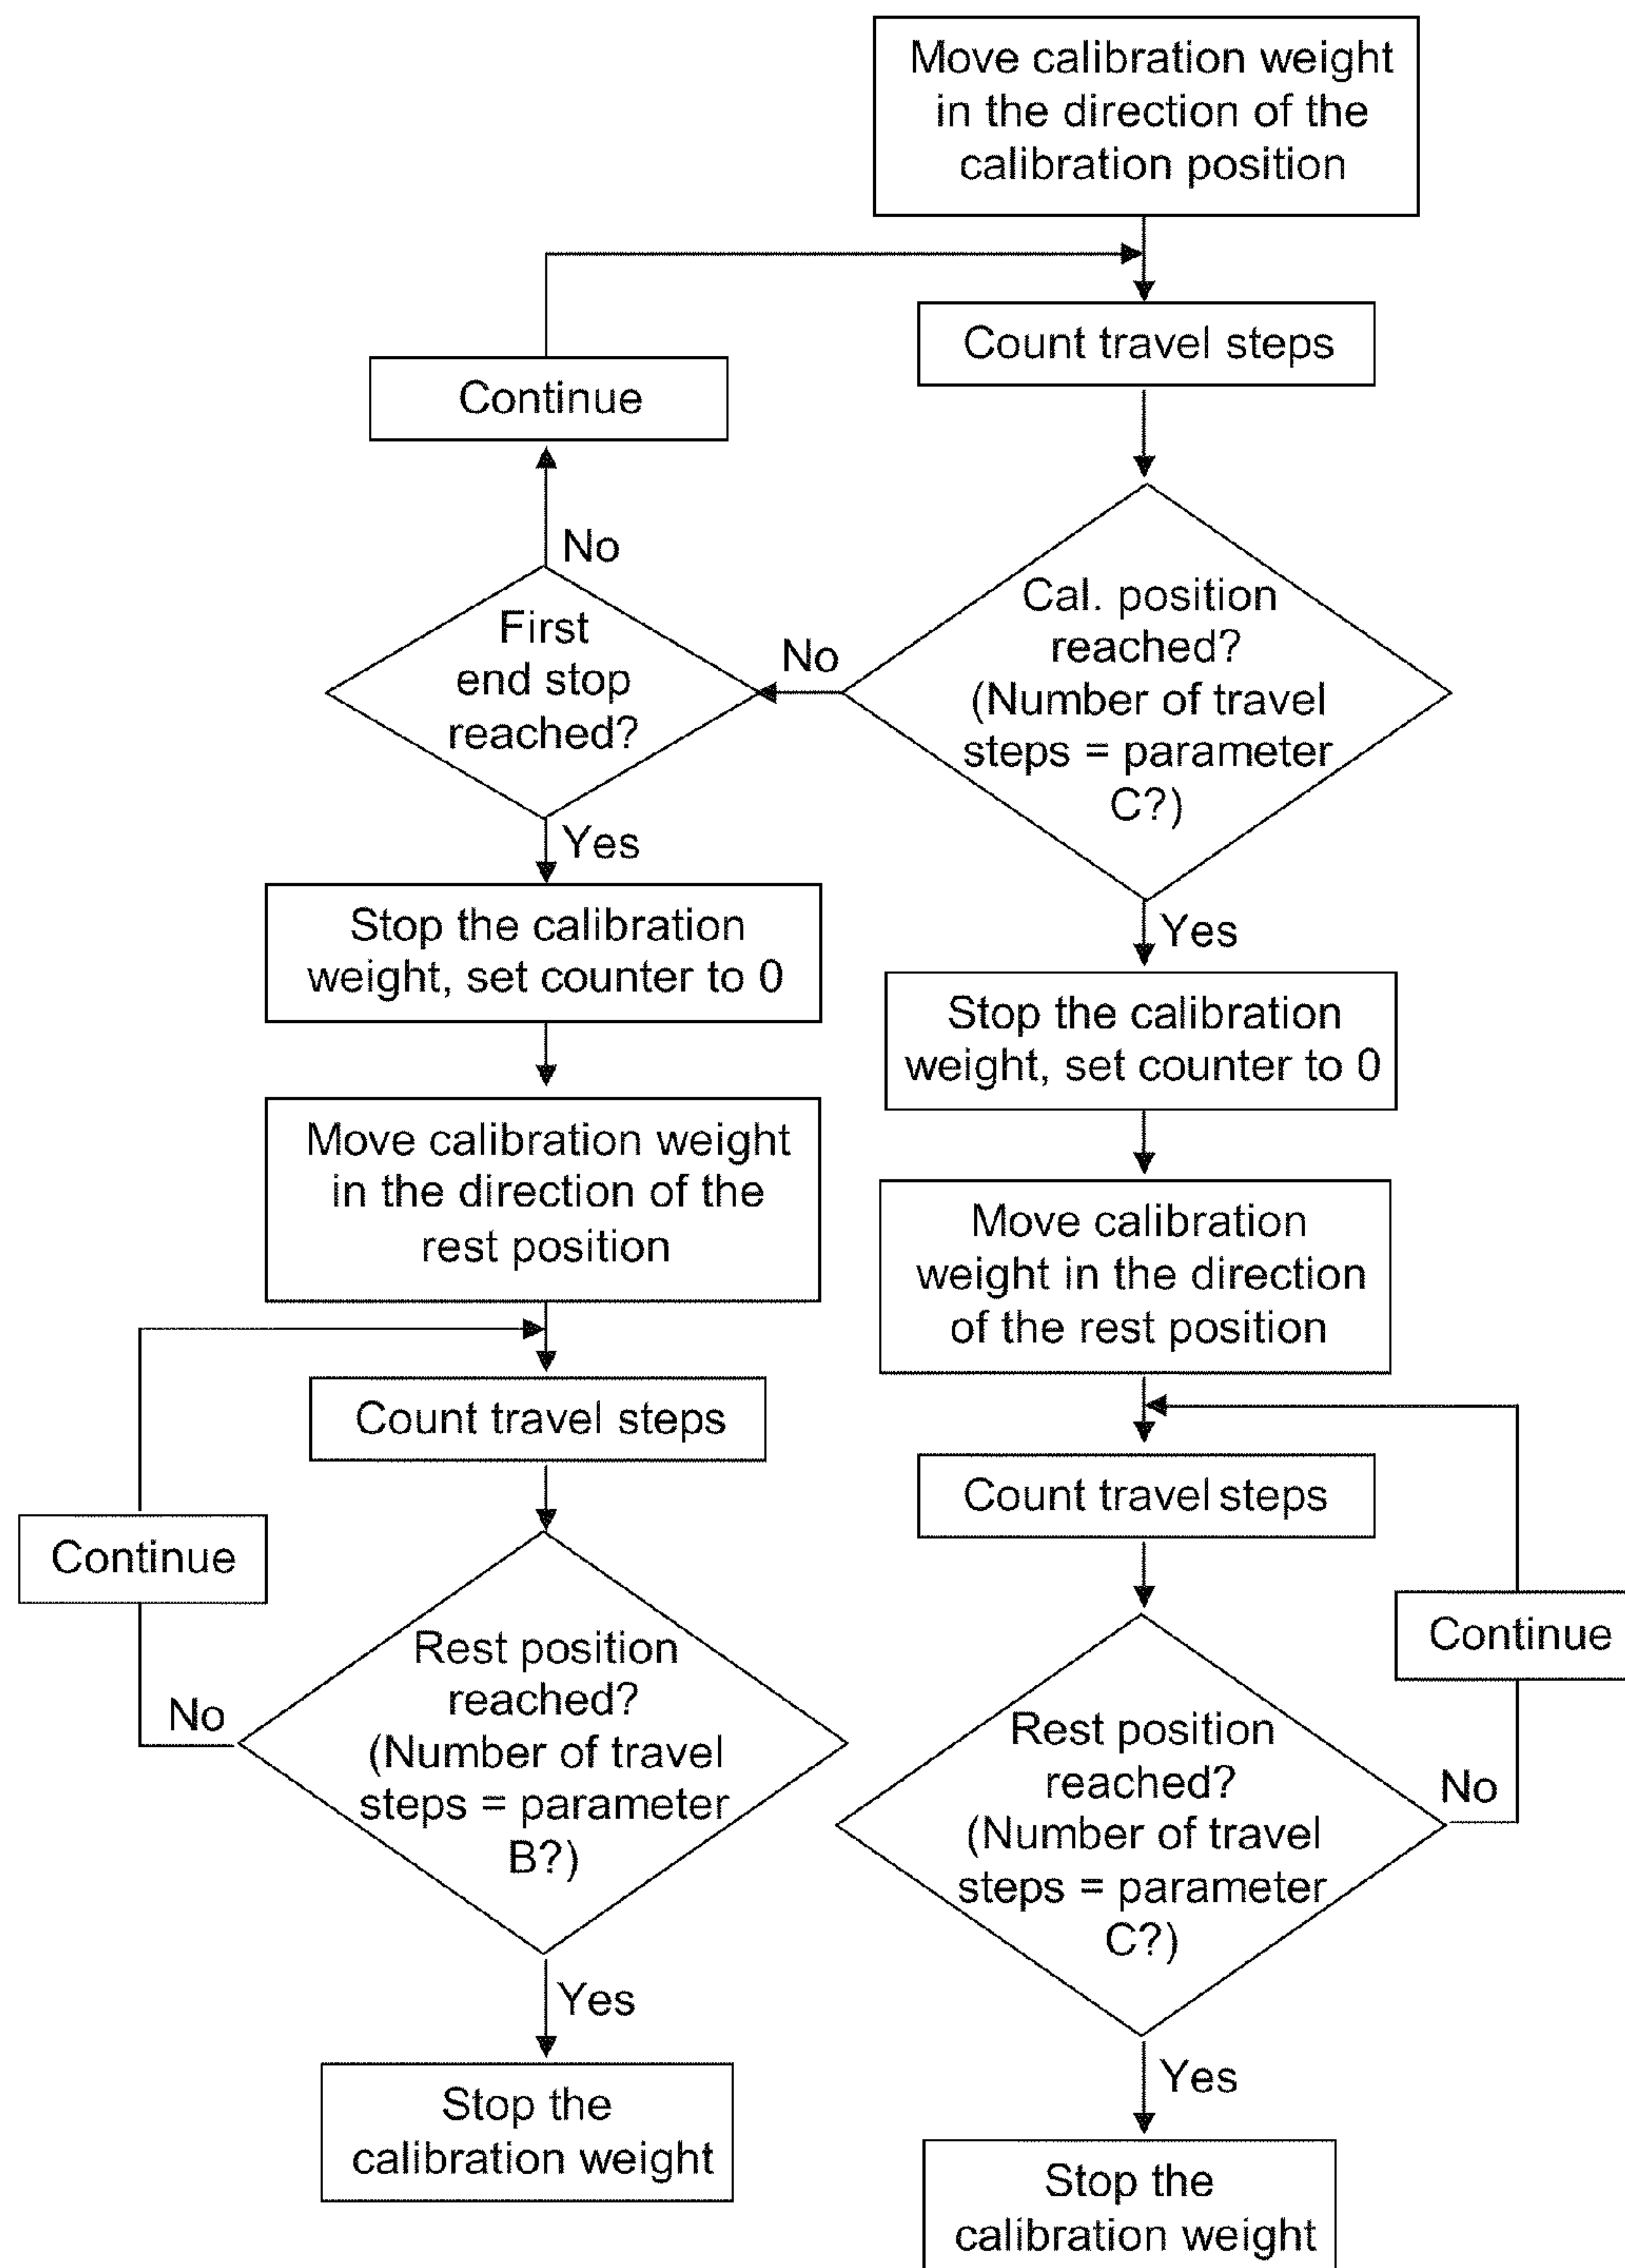 Move calibration weight
in the direction of the
calibration position
Count travel steps
Continue
No
First
end stop
reached?
No
Cal. position
reached?
(Number of travel
steps = parameter
C?)
Yes
Stop the calibration
weight, set counter to 0
Yes
Stop the calibration
weight, set counter to 0
Move calibration weight
in the direction of the
rest position
Move calibration
weight in the direction
of the rest position
Count travel steps
Count travel steps
Continue
Continue
Rest position
reached?
(Number of travel
steps = parameter
B?)
No
Rest position
reached?
(Number of travel
steps = parameter
C?)
No
Yes
Stop the
calibration weight
Yes
Stop the
calibration weight